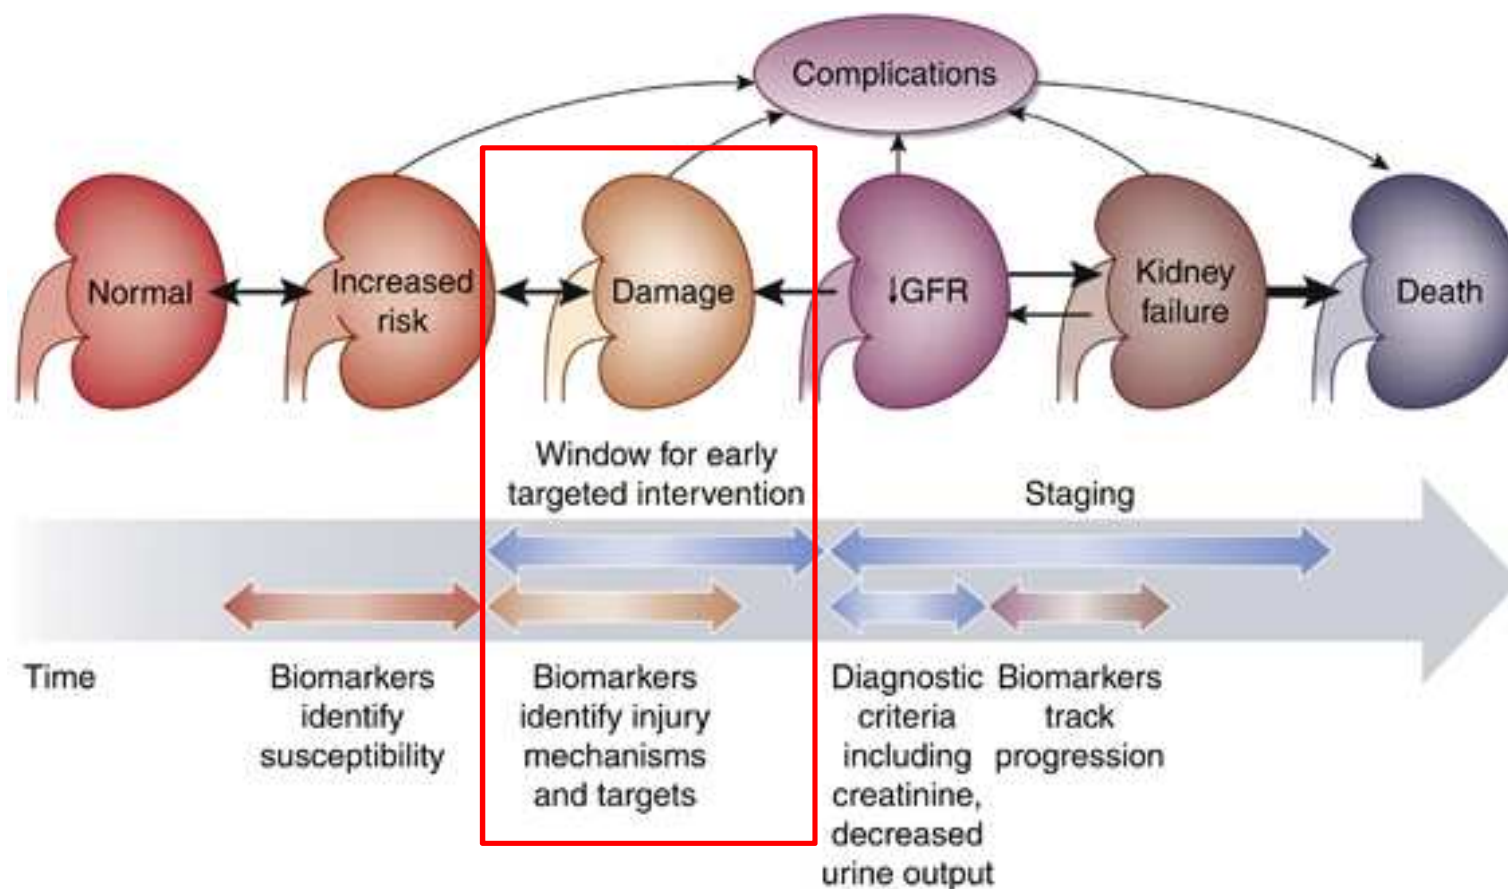 Complications
Normal
Increased
risk
Damage
↓GFR
Kidney
failure
Death
Window for early
targeted intervention
Staging
Time
Biomarkers
identify
susceptibility
Biomarkers
identify injury
mechanisms
and targets
Diagnostic
criteria
including
creatinine,
decreased
urine output
Biomarkers
track
progression